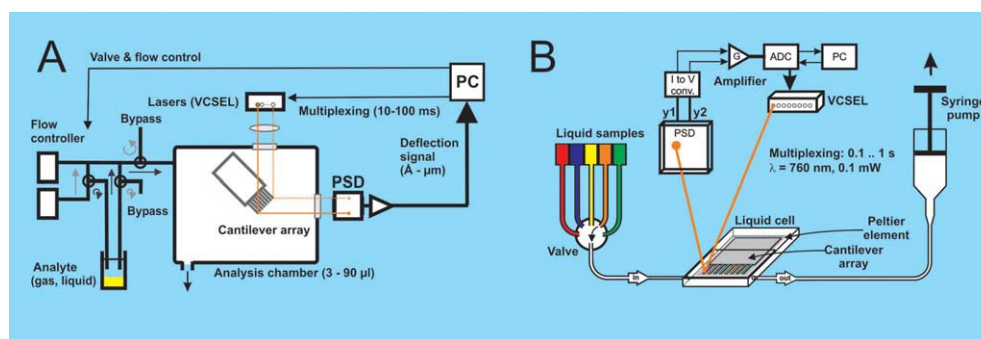 A
Valve & flow control
PC
Lasers (VCSEL)
Multiplexing (10-100 ms)
Bypass
Flow
controller
Deflection
signal
(Å - µm)
PSD
Bypass
Cantilever array
Analyte
(gas, liquid)
Analysis chamber (3 - 90 µl)
B
G
ADC
PC
I to V
conv.
Amplifier
VCSEL
y1
y2
PSD
Syringe
pump
Liquid samples
Multiplexing: 0.1 .. 1 s
λ = 760 nm, 0.1 mW
Liquid cell
Peltier
element
Cantilever
array
Valve
in
out